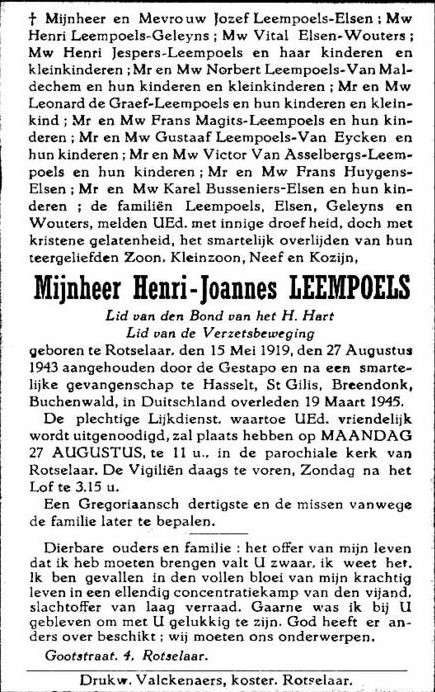 † Mijnheer en Mevrouw Jozef Leempoels-Elsen ; Mw
Henri Leempoels-Geleyns ; Mw Vital Elsen-Wouters ;
Mw Henri Jespers-Leempoels en haar kinderen en
kleinkinderen ; Mr en Mw Norbert Leempoels-Van Mal-
dechem en hun kinderen en kleinkinderen ; Mr en Mw
Leonard de Graef-Leempoels en hun kinderen en klein-
kind ; Mr en Mw Frans Magits-Leempoels en hun kin-
deren ; Mr en Mw Gustaaf Leempoels-Van Eycken en
hun kinderen ; Mr en Mw Victor Van Asselbergs-Leem-
poels en hun kinderen ; Mr en Mw Frans Huygens-
Elsen ; Mr en Mw Karel Busseniers-Elsen en hun kin-
deren ; de familiën Leempoels, Elsen, Geleyns en
Wouters, melden UEd. met innige droefheid, doch met
kristene gelatenheid, het smartelijk overlijden van hun
teergeliefden Zoon, Kleinzoon, Neef en Kozijn,
Mijnheer Henri-Joannes LEEMPOELS
Lid van den Bond van het H. Hart
Lid van de Verzetsbeweging
geboren te Rotselaar, den 15 Mei 1919, den 27 Augustus
1943 aangehouden door de Gestapo en na een smarte-
lijke gevangenschap te Hasselt, St Gilis, Breendonk,
Buchenwald, in Duitschland overleden 19 Maart 1945.
De plechtige Lijkdienst, waartoe UEd. vriendelijk
wordt uitgenoodigd, zal plaats hebben op MAANDAG
27 AUGUSTUS, te 11 u., in de parochiale kerk van
Rotselaar. De Vigiliën daags te voren, Zondag na het
Lof te 3.15 u.
Een Gregoriaansch dertigste en de missen vanwege
de familie later te bepalen.
Dierbare ouders en familie : het offer van mijn leven
dat ik heb moeten brengen valt U zwaar, ik weet het.
Ik ben gevallen in den vollen bloei van mijn krachtig
leven in een ellendig concentratiekamp van den vijand,
slachtoffer van laag verraad. Gaarne was ik bij U
gebleven om met U gelukkig te zijn. God heeft er an-
ders over beschikt ; wij moeten ons onderwerpen.
Gootstraat. 4, Rotselaar.
Drukw. Valckenaers, koster. Rotselaar.